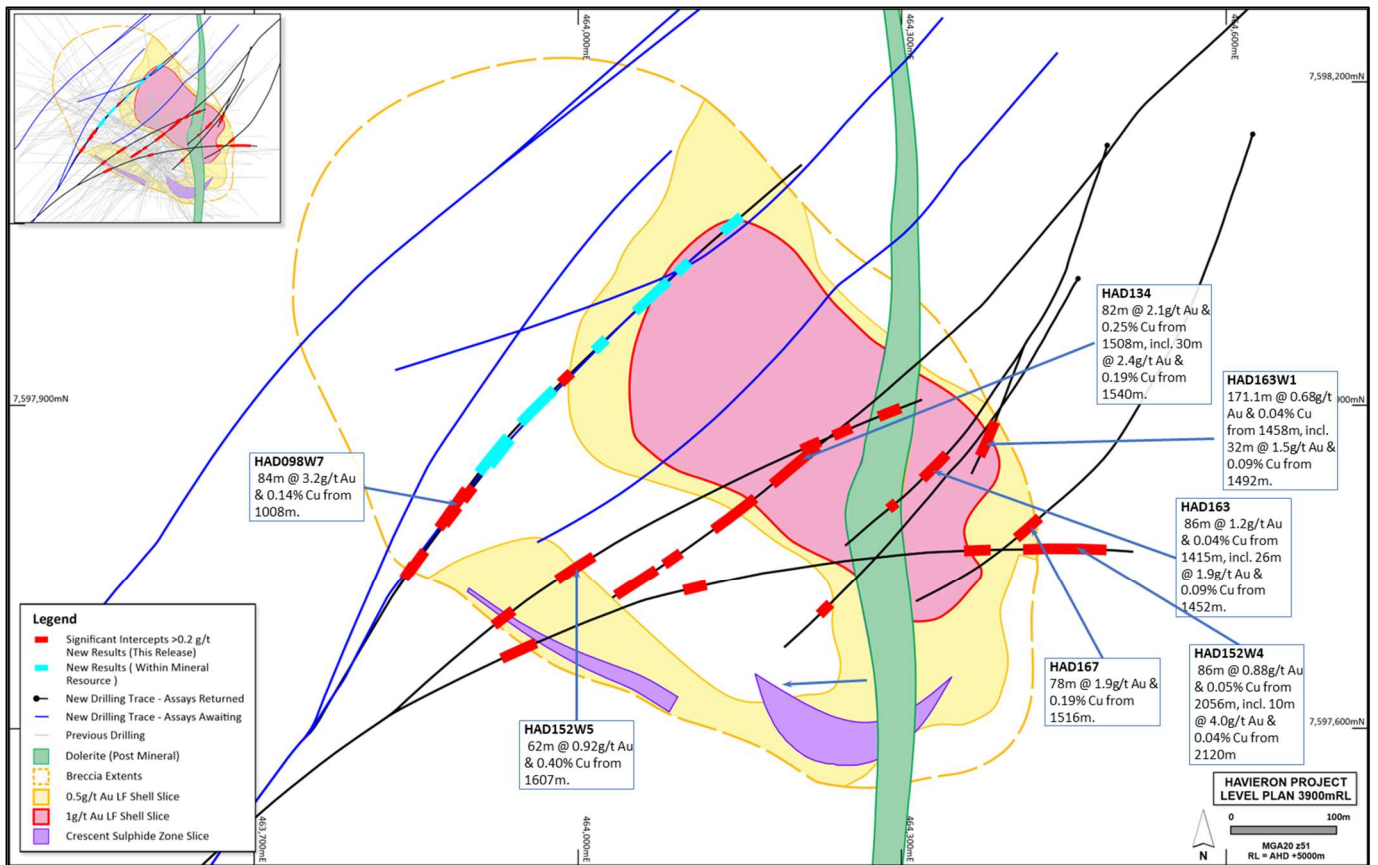 464,000mE
464,300mE
464,600mE
7,598,200mN
HAD134
82m @ 2.1g/t Au &
0.25% Cu from
1508m, incl. 30m
@ 2.4g/t Au &
0.19% Cu from
1540m.
7,597,900mN
HAD163W1
171.1m @ 0.68g/t
Au & 0.04% Cu
from 1458m, incl.
32m @ 1.5g/t Au &
0.09% Cu from
1492m.
900mN
HAD098W7
84m @ 3.2g/t Au
& 0.14% Cu from
1008m.
HAD163
86m @ 1.2g/t Au
& 0.04% Cu from
1415m, incl. 26m
@ 1.9g/t Au &
0.09% Cu from
1452m.
Legend
Significant Intercepts >0.2 g/t
New Results (This Release)
New Results ( Within Mineral
Resource )
New Drilling Trace - Assays Returned
New Drilling Trace - Assays Awaiting
Previous Drilling
Dolerite (Post Mineral)
Breccia Extents
0.5g/t Au LF Shell Slice
1g/t Au LF Shell Slice
Crescent Sulphide Zone Slice
HAD167
78m @ 1.9g/t Au &
0.19% Cu from
1516m.
HAD152W4
86m @ 0.88g/t Au
& 0.05% Cu from
2056m, incl. 10m
@ 4.0g/t Au &
0.04% Cu from
2120m
HAD152W5
62m @ 0.92g/t Au
& 0.40% Cu from
1607m.
7,597,600mN
463,700mE
464,000mE
464,300mE
HAVIERON PROJECT
LEVEL PLAN 3900mRL
0 100m
N
MGA20 z51
RL = AHD +5000m